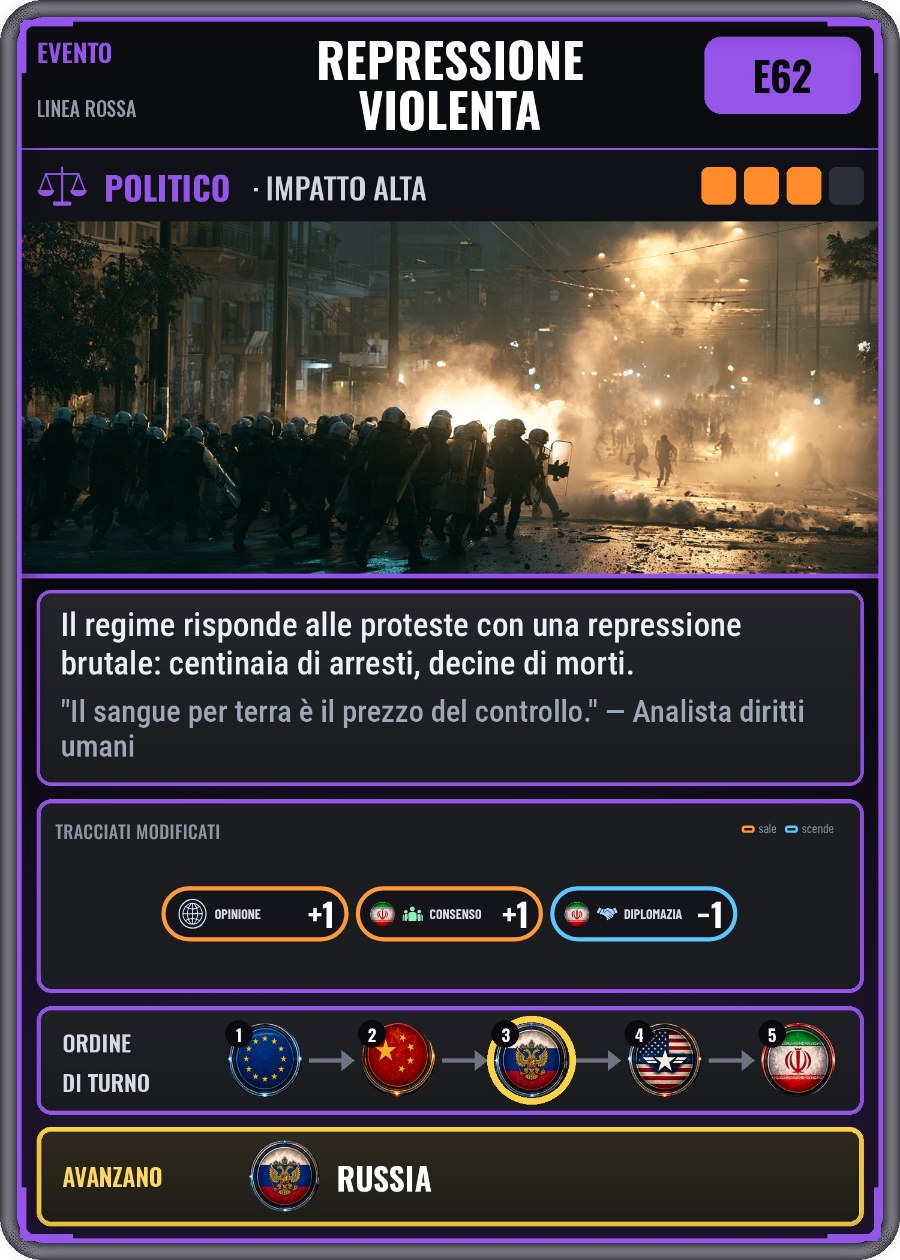 EVENTO
LINEA ROSSA
REPRESSIONE
VIOLENTA
E62
POLITICO · IMPATTO ALTA
Il regime risponde alle proteste con una repressione
brutale: centinaia di arresti, decine di morti.
"Il sangue per terra è il prezzo del controllo." — Analista diritti
umani
TRACCIATI MODIFICATI
sale scende
OPINIONE +1
CONSENSO +1
DIPLOMAZIA -1
ORDINE
DI TURNO
1 2 3 4 5
AVANZANO RUSSIA